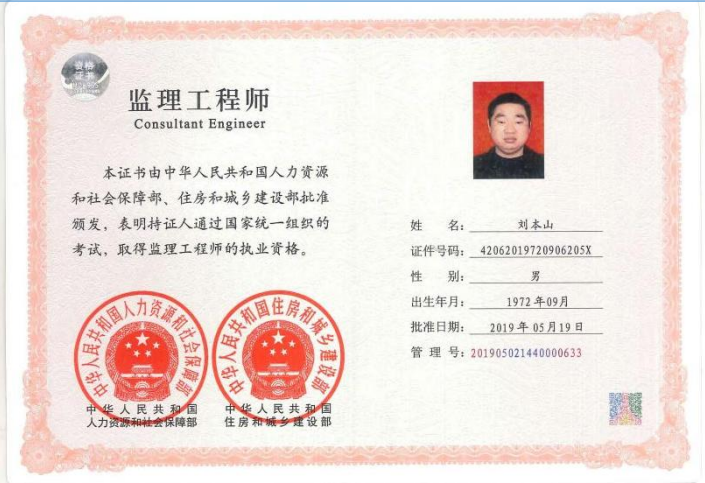 资格
证书
监理工程师
Consultant Engineer
本证书由中华人民共和国人力资源
和社会保障部、住房和城乡建设部批准
颁发，表明持证人通过国家统一组织的
考试，取得监理工程师的执业资格。
姓 名： 刘本山
证件号码： 42062019720906205X
性 别： 男
出生年月： 1972 年09月
批准日期： 2019 年 05 月 19 日
管 理 号：201905021440000633
中华人民共和国人力资源和社会保障部
中华人民共和国住房和城乡建设部
中华人民共和国
人力资源和社会保障部
中华人民共和国
住房和城乡建设部